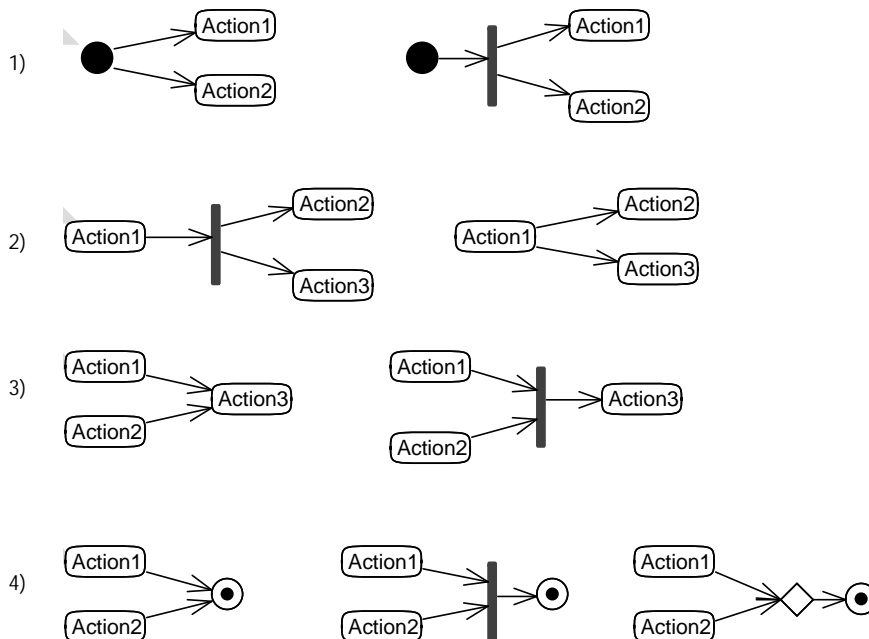 1) Action1 Action1
Action2 Action2
2) Action1 Action2 Action1 Action2
Action3 Action3
3) Action1 Action1
Action3 Action3
Action2 Action2
4) Action1 Action1 Action1
Action2 Action2 Action2